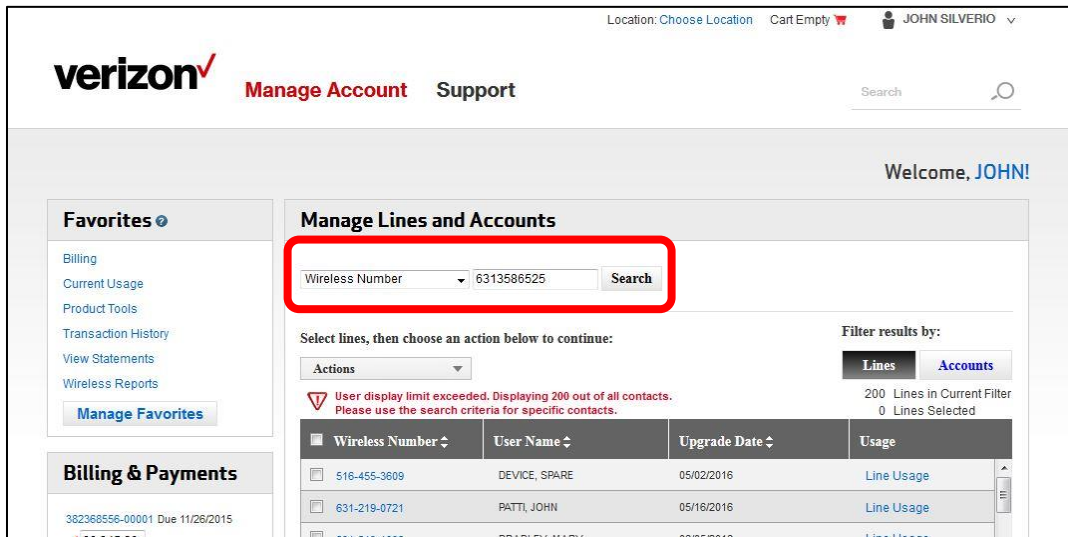 Location: Choose Location Cart Empty JOHN SILVERIO
verizon
Manage Account Support
Search
Welcome, JOHN!
Favorites
Billing
Current Usage
Product Tools
Transaction History
View Statements
Wireless Reports
Manage Favorites
Billing & Payments
382368556-00001 Due 11/26/2015
Manage Lines and Accounts
Wireless Number 6313586525 Search
Select lines, then choose an action below to continue:
Actions
User display limit exceeded. Displaying 200 out of all contacts.
Please use the search criteria for specific contacts.
Filter results by:
Lines Accounts
200 Lines in Current Filter
0 Lines Selected
Wireless Number User Name Upgrade Date Usage
516-455-3609 DEVICE, SPARE 05/02/2016 Line Usage
631-219-0721 PATTI, JOHN 05/16/2016 Line Usage